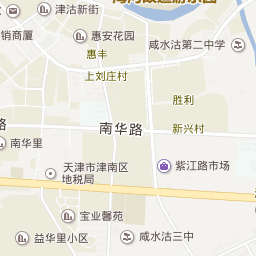 津沽新街
营销商厦
惠安花园
咸水沽第二中学
惠丰
上刘庄村
胜利
路
南华路
新兴村
南华里
天津市津南区
地税局
紫江路市场
宝业馨苑
益华里小区
咸水沽三中